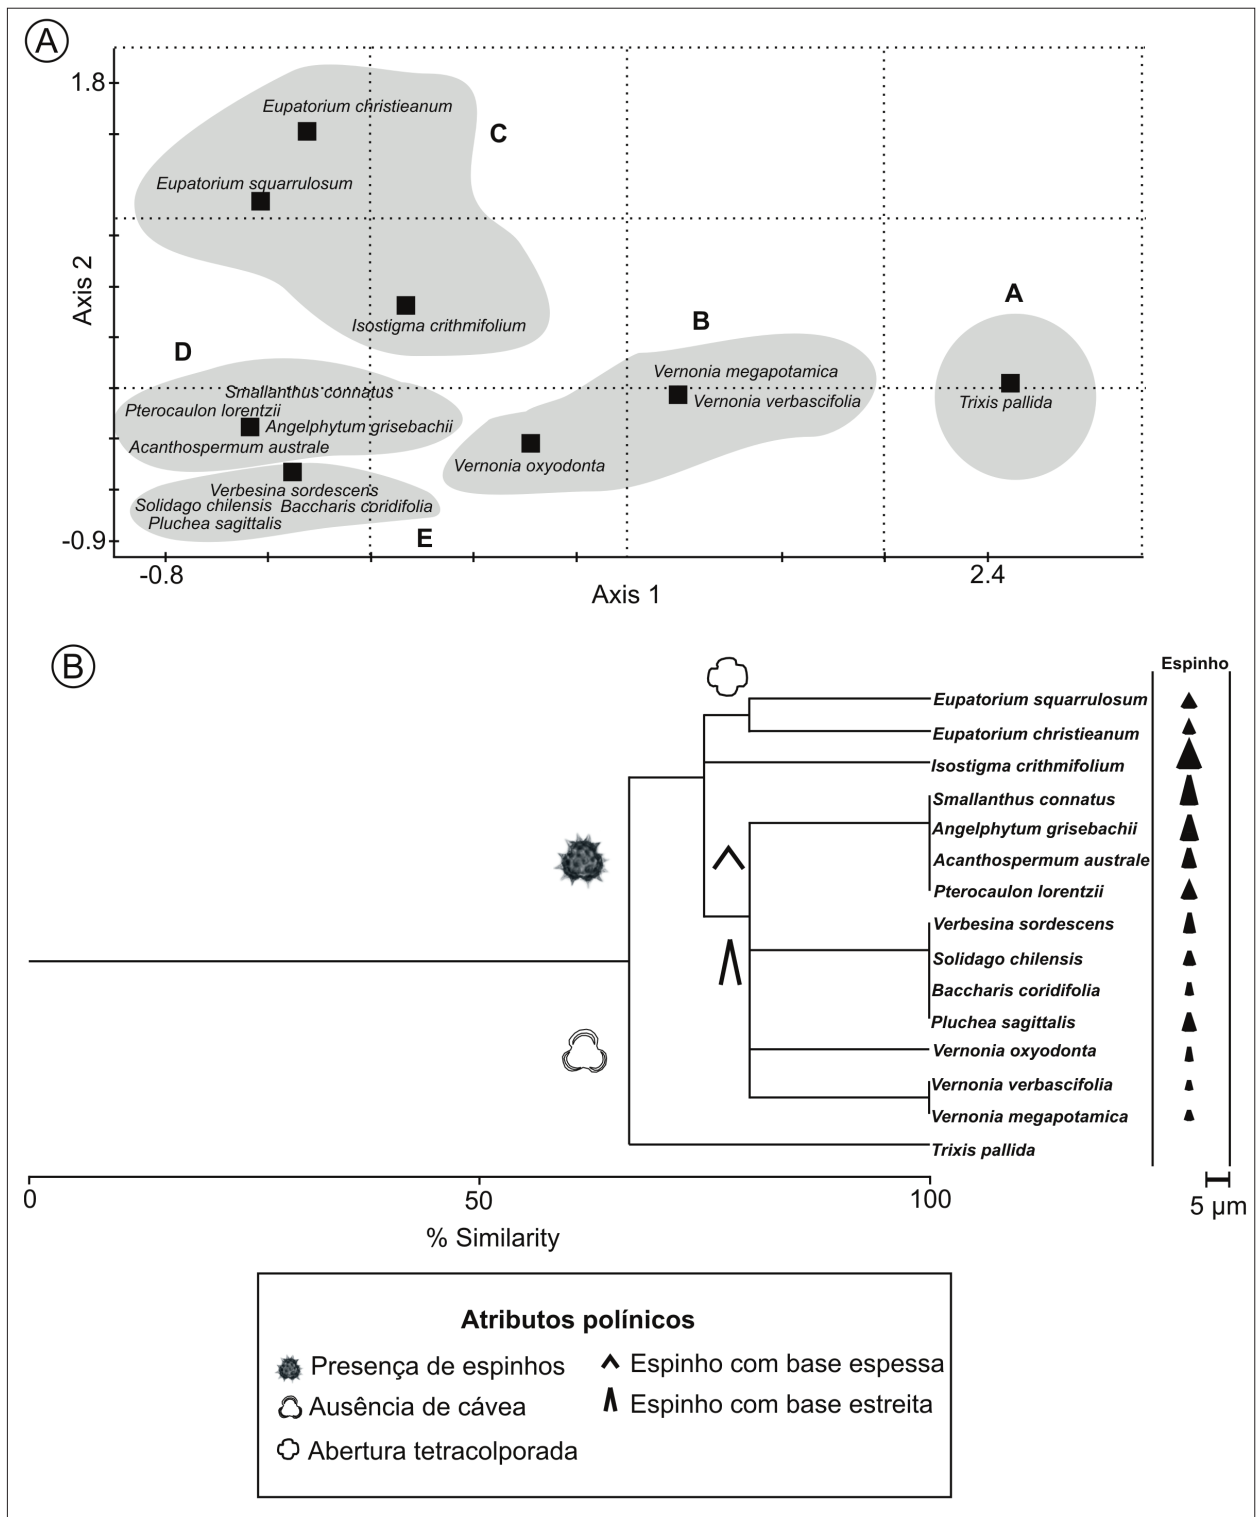 A
1.8
Eupatorium christieanum
C
Eupatorium squarrulosum
Axis 2
Isostigma crithmifolium
A
B
D
Vernonia megapotamica
Smallanthus connatus
Vernonia verbascifolia
Trixis pallida
Pterocaulon lorentzii
Angelphytum grisebachii
Acanthospermum australe
Vernonia oxyodonta
Verbesina sordescens
Solidago chilensis Baccharis coridifolia
Pluchea sagittalis
E
-0.9
-0.8
2.4
Axis 1
B
Espinho
Eupatorium squarrulosum
Eupatorium christieanum
Isostigma crithmifolium
Smallanthus connatus
Angelphytum grisebachii
Acanthospermum australe
Pterocaulon lorentzii
Verbesina sordescens
Solidago chilensis
Baccharis coridifolia
Pluchea sagittalis
Vernonia oxyodonta
Vernonia verbascifolia
Vernonia megapotamica
Trixis pallida
0
50
100
5 µm
% Similarity
Atributos polínicos
Presença de espinhos
Espinho com base espessa
Ausência de cávea
Espinho com base estreita
Abertura tetracolporada